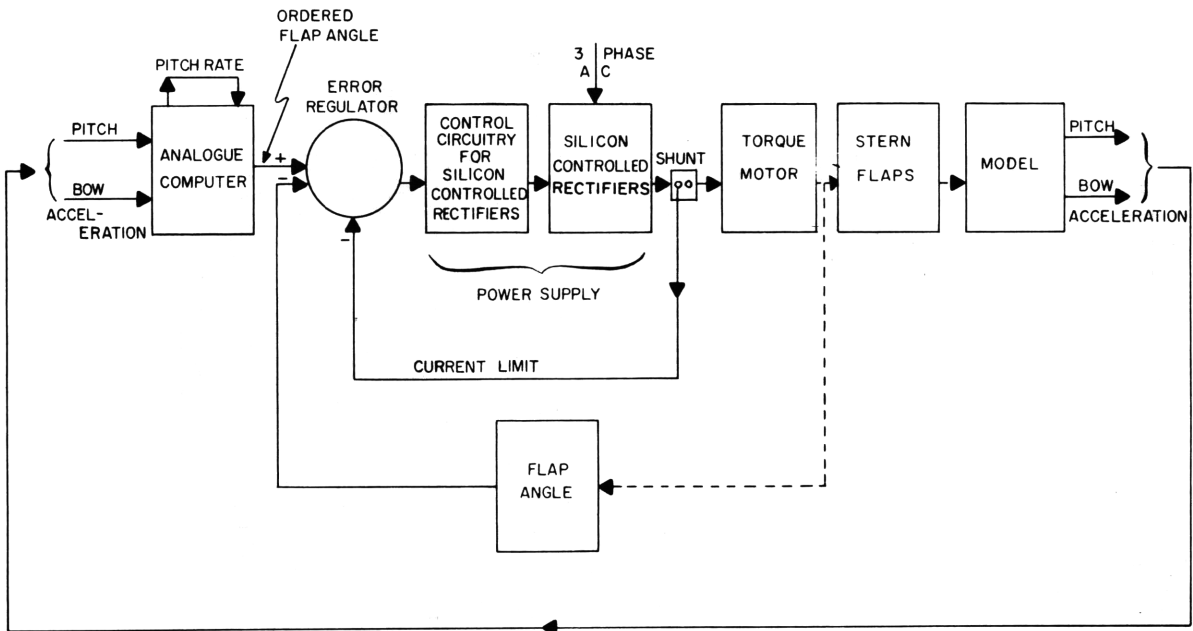 ORDERED
FLAP ANGLE
PITCH RATE
ERROR
REGULATOR
3 PHASE
A C
PITCH
BOW
ACCEL-
ERATION
ANALOGUE
COMPUTER
+
-
-
CONTROL
CIRCUITRY
FOR
SILICON
CONTROLLED
RECTIFIERS
SILICON
CONTROLLED
RECTIFIERS
SHUNT
TORQUE
MOTOR
STERN
FLAPS
MODEL
PITCH
BOW
ACCELERATION
POWER SUPPLY
CURRENT LIMIT
FLAP
ANGLE